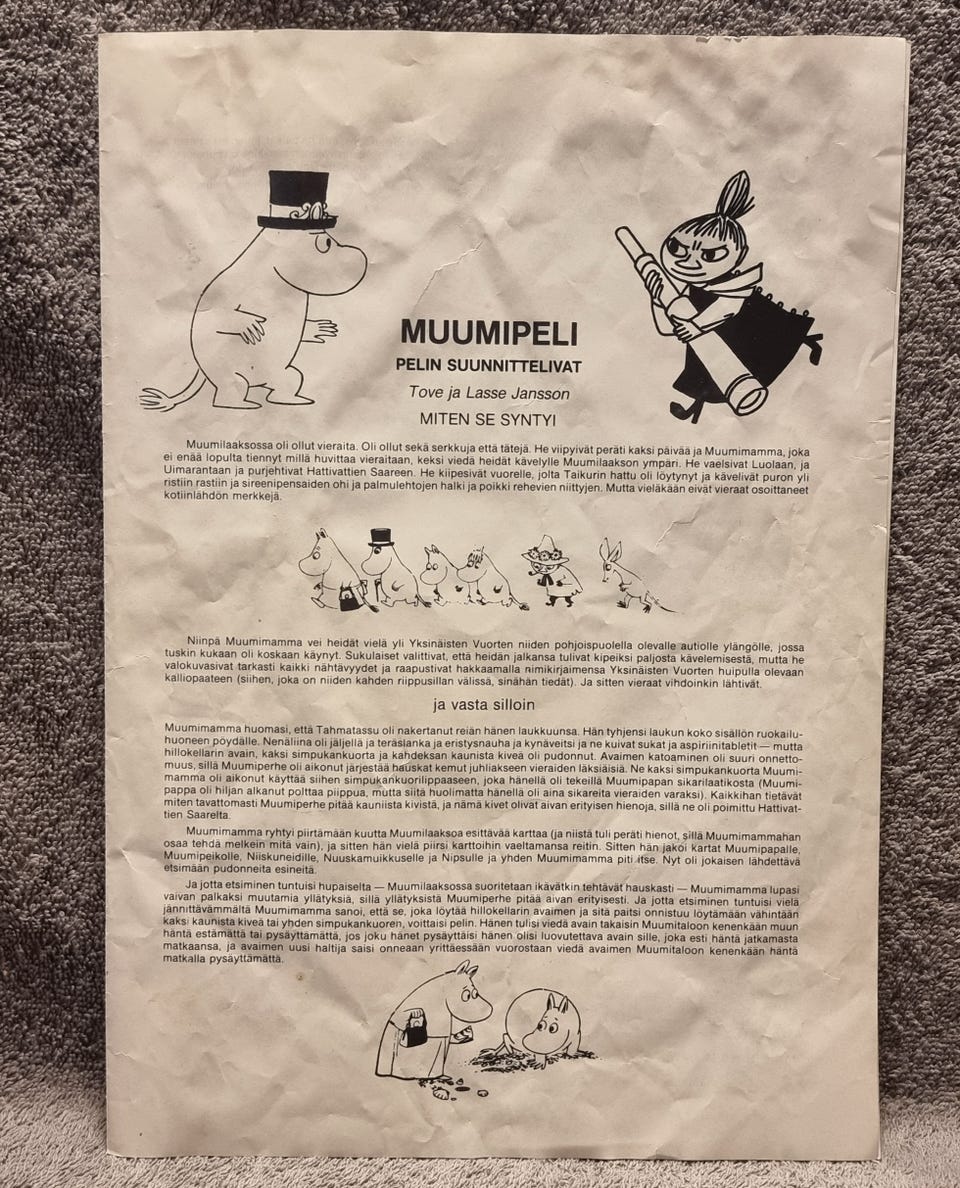 MUUMIPELI
PELIN SUUNNITTELIVAT
Tove ja Lasse Jansson
MITEN SE SYNTYI
Muumilaaksossa oli ollut vieraita. Oli ollut sekä serkkuja että tätejä. He viipyivät peräti kaksi päivää ja Muumimamma, joka
ei enää lopulta tiennyt millä huvittaa vieraitaan, keksi viedä heidät kävelylle Muumilaakson ympäri. He vaelsivat Luolaan, ja
Uimarantaan ja purjehtivat Hattivattien Saareen. He kiipesivät vuorelle, jolta Taikurin hattu oli löytynyt ja kävelivät puron yli
ristiin rastiin ja sireenipensaiden ohi ja palmulehtojen halki ja poikki rehevien niittyjen. Mutta vieläkään eivät vieraat osoittaneet
kotiinlähdön merkkejä.
Niinpä Muumimamma vei heidät vielä yli Yksinäisten Vuorten niiden pohjoispuolella olevalle autiolle ylängölle, jossa
tuskin kukaan oli koskaan käynyt. Sukulaiset valittivat, että heidän jalkansa tulivat kipeiksi paljosta kävelemisestä, mutta he
valokuvasivat tarkasti kaikki nähtävyydet ja raapustivat hakkaamalla nimikirjaimensa Yksinäisten Vuorten huipulla olevaan
kalliopaateen (siihen, joka on niiden kahden riippusillan välissä, sinähän tiedät). Ja sitten vieraat vihdoinkin lähtivät.
ja vasta silloin
Muumimamma huomasi, että Tahmatassu oli nakertanut reiän hänen laukkuunsa. Hän tyhjensi laukun koko sisällön ruokailu-
huoneen pöydälle. Nenäliina oli jäljellä ja teräslanka ja eristysnauha ja kynäveitsi ja ne kuivat sukat ja aspiriinitabletit — mutta
hillokellarin avain, kaksi simpukankuorta ja kahdeksan kaunista kiveä oli pudonnut. Avaimen katoaminen oli suuri onnetto-
muus, sillä Muumiperhe oli aikonut järjestää hauskat kemut juhliakseen vieraiden läksiäisiä. Ne kaksi simpukankuorta Muumi-
mamma oli aikonut käyttää siihen simpukankuorilippaaseen, joka hänellä oli tekeillä Muumipapan sikarilaatikosta (Muumi-
pappa oli hiljan alkanut polttaa piippua, mutta siitä huolimatta hänellä oli aina sikareita vieraiden varaksi). Kaikkihan tietävät
miten tavattomasti Muumiperhe pitää kauniista kivistä, ja nämä kivet olivat aivan erityisen hienoja, sillä ne oli poimittu Hattivat-
tien Saarelta.
Muumimamma ryhtyi piirtämään kuutta Muumilaaksoa esittävää karttaa (ja niistä tuli peräti hienot, sillä Muumimammahan
osaa tehdä melkein mitä vain), ja sitten hän vielä piirsi karttoihin vaeltamansa reitin. Sitten hän jakoi kartat Muumipapalle,
Muumipeikolle, Niiskuneidille, Nuuskamuikkuselle ja Nipsulle ja yhden Muumimamma piti itse. Nyt oli jokaisen lähdettävä
etsimään pudonneita esineitä.
Ja jotta etsiminen tuntuisi hupaiselta — Muumilaaksossa suoritetaan ikävätkin tehtävät hauskasti — Muumimamma lupasi
vaivan palkaksi muutamia yllätyksiä, sillä yllätyksistä Muumiperhe pitää aivan erityisesti. Ja jotta etsiminen tuntuisi vielä
jännittävämmältä Muumimamma sanoi, että se, joka löytää hillokellarin avaimen ja sitä paitsi onnistuu löytämään vähintään
kaksi kaunista kiveä tai yhden simpukankuoren, voittaisi pelin. Hänen tulisi viedä avain takaisin Muumitaloon kenenkään muun
häntä estämättä tai pysäyttämättä, jos joku hänet pysäyttäisi hänen olisi luovutettava avain sille, joka esti häntä jatkamasta
matkaansa, ja avaimen uusi haltija saisi onneaan yrittäessään vuorostaan viedä avaimen Muumitaloon kenenkään häntä
matkalla pysäyttämättä.